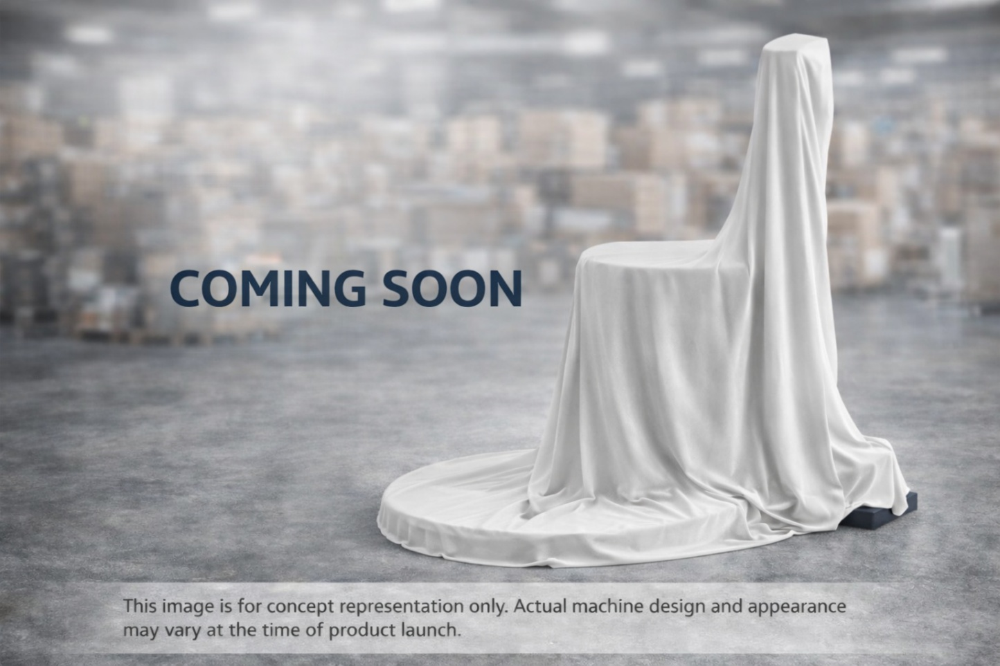 COMING SOON
This image is for concept representation only. Actual machine design and appearance
may vary at the time of product launch.